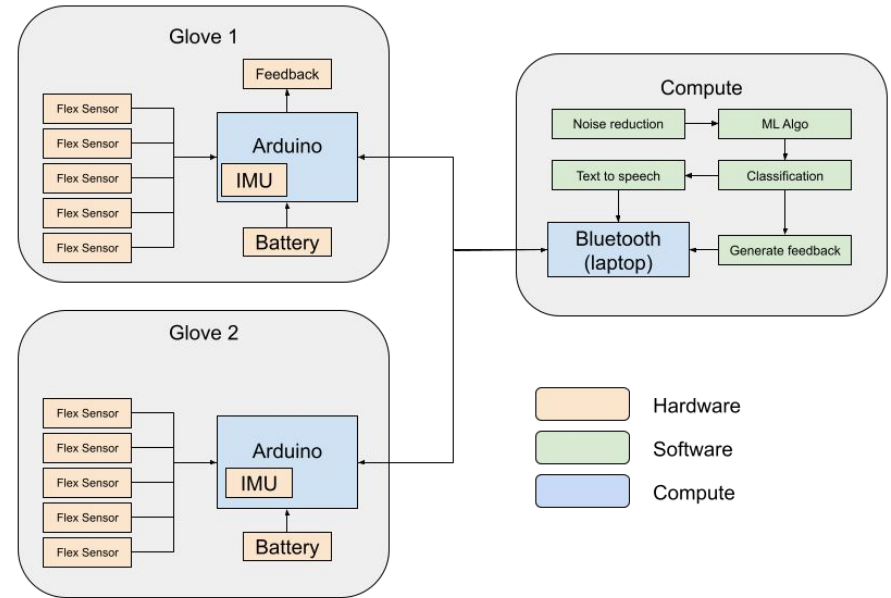 Glove 1
Feedback
Flex Sensor
Flex Sensor
Flex Sensor
Flex Sensor
Flex Sensor
Arduino
IMU
Battery
Glove 2
Flex Sensor
Flex Sensor
Flex Sensor
Flex Sensor
Flex Sensor
Arduino
IMU
Battery
Compute
Noise reduction
ML Algo
Text to speech
Classification
Bluetooth
(laptop)
Generate feedback
Hardware
Software
Compute